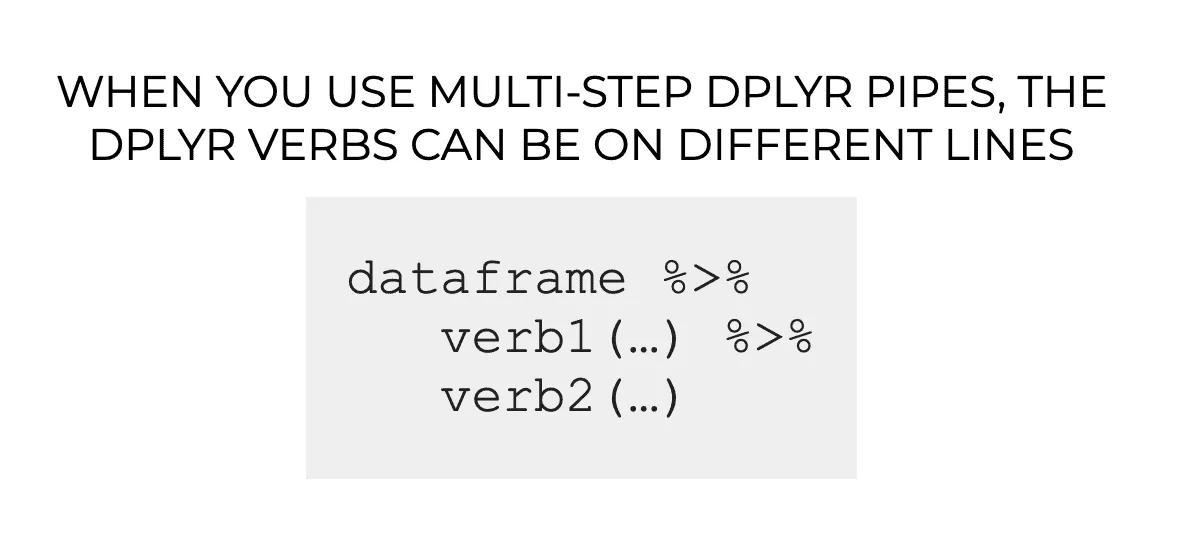 WHEN YOU USE MULTI-STEP DPLYR PIPES, THE
DPLYR VERBS CAN BE ON DIFFERENT LINES
dataframe %>%
verb1(…) %>%
verb2(…)